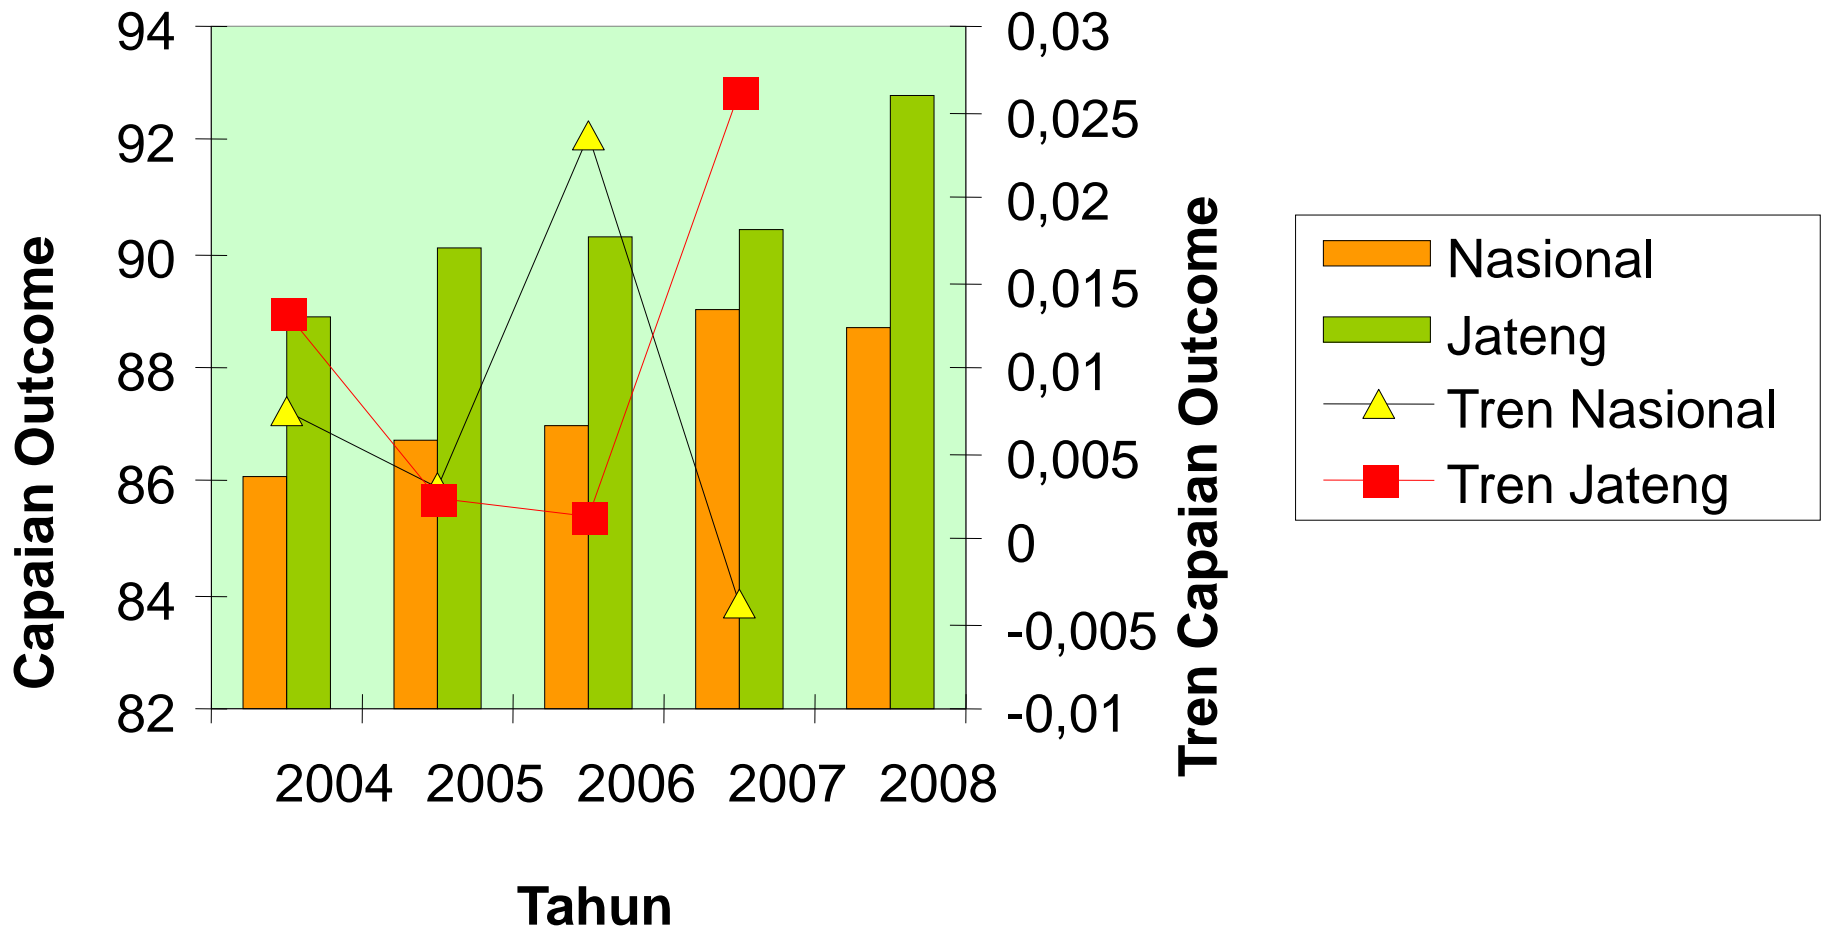 94
92
90
88
86
84
82
Capaian Outcome
0,03
0,025
0,02
0,015
0,01
0,005
0
-0,005
-0,01
Tren Capaian Outcome
2004 2005 2006 2007 2008
Tahun
Nasional
Jateng
Tren Nasional
Tren Jateng